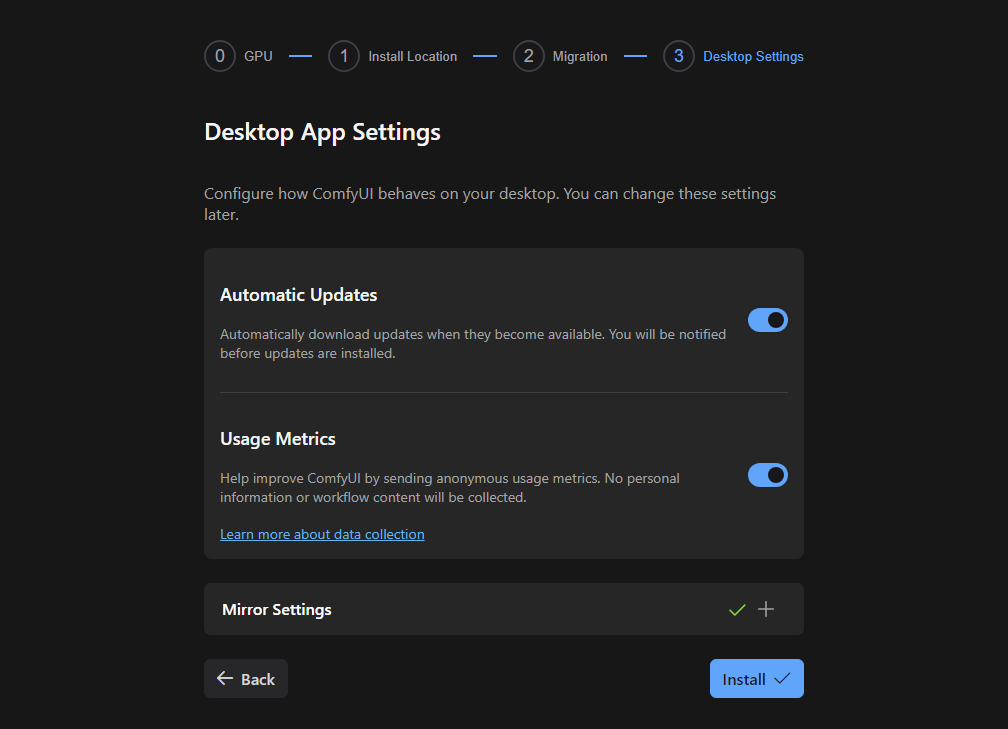 0 GPU 1 Install Location 2 Migration 3 Desktop Settings
Desktop App Settings
Configure how ComfyUI behaves on your desktop. You can change these settings
later.
Automatic Updates
Automatically download updates when they become available. You will be notified
before updates are installed.
Usage Metrics
Help improve ComfyUI by sending anonymous usage metrics. No personal
information or workflow content will be collected.
Learn more about data collection
Mirror Settings
Back
Install